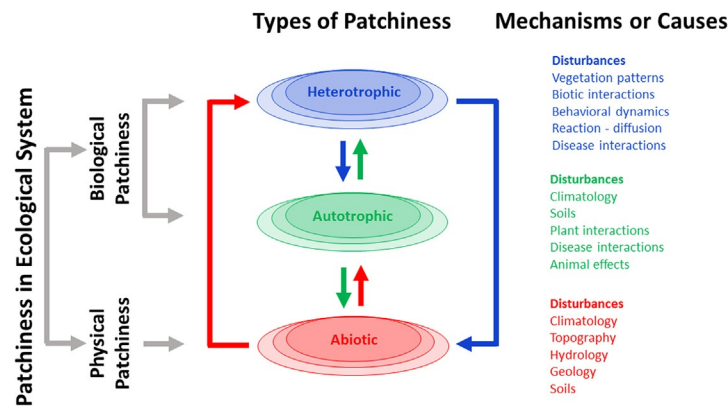 Types of Patchiness
Mechanisms or Causes
Patchiness in Ecological System
Biological
Patchiness
Physical
Patchiness
Heterotrophic
Autotrophic
Abiotic
Disturbances
Vegetation patterns
Biotic interactions
Behavioral dynamics
Reaction - diffusion
Disease interactions
Disturbances
Climatology
Soils
Plant interactions
Disease interactions
Animal effects
Disturbances
Climatology
Topography
Hydrology
Geology
Soils